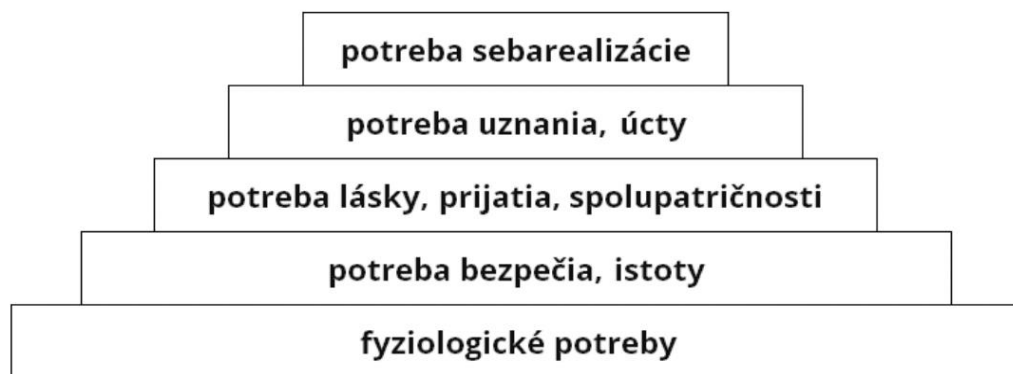 potreba sebarealizácie
potreba uznania, úcty
potreba lásky, prijatia, spolupatričnosti
potreba bezpečia, istoty
fyziologické potreby